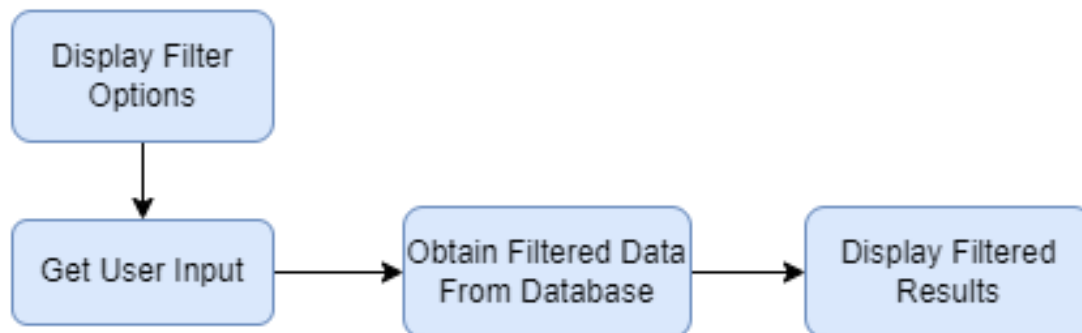 Display Filter
Options
Get User Input
Obtain Filtered Data
From Database
Display Filtered
Results